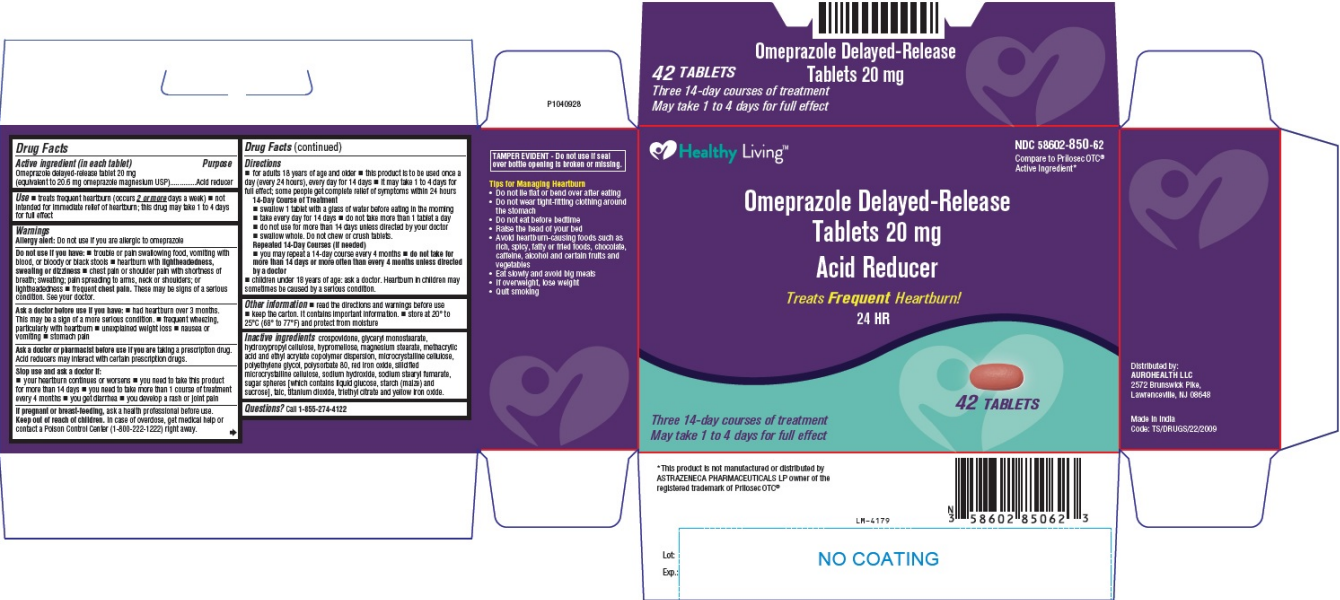 Drug Facts
Active ingredient (in each tablet) Purpose
Omeprazole delayed-release tablet 20 mg
(equivalent to 20.6 mg omeprazole magnesium USP).............Acid reducer
Use ■ treats frequent heartburn (occurs 2 or more days a week) ■ not
intended for immediate relief of heartburn; this drug may take 1 to 4 days
for full effect
Warnings
Allergy alert: Do not use if you are allergic to omeprazole
Do not use if you have: ■ trouble or pain swallowing food, vomiting with
blood, or bloody or black stools ■ heartburn with lightheadedness,
sweating or dizziness ■ chest pain or shoulder pain with shortness of
breath; sweating; pain spreading to arms, neck or shoulders; or
lightheadedness ■ frequent chest pain. These may be signs of a serious
condition. See your doctor.
Ask a doctor before use if you have: ■ had heartburn over 3 months.
This may be a sign of a more serious condition. ■ frequent wheezing,
particularly with heartburn ■ unexplained weight loss ■ nausea or
vomiting ■ stomach pain
Ask a doctor or pharmacist before use if you are taking a prescription drug.
Acid reducers may interact with certain prescription drugs.
Stop use and ask a doctor if:
■ your heartburn continues or worsens ■ you need to take this product
for more than 14 days ■ you need to take more than 1 course of treatment
every 4 months ■ you get diarrhea ■ you develop a rash or joint pain
If pregnant or breast-feeding, ask a health professional before use.
Keep out of reach of children. In case of overdose, get medical help or
contact a Poison Control Center (1-800-222-1222) right away.
Drug Facts (continued)
Directions
■ for adults 18 years of age and older ■ this product is to be used once a
day (every 24 hours), every day for 14 days ■ it may take 1 to 4 days for
full effect; some people get complete relief of symptoms within 24 hours
14-Day Course of Treatment
■ swallow 1 tablet with a glass of water before eating in the morning
■ take every day for 14 days ■ do not take more than 1 tablet a day
■ do not use for more than 14 days unless directed by your doctor
■ swallow whole. Do not chew or crush tablets.
Repeated 14-Day Courses (if needed)
■ you may repeat a 14-day course every 4 months ■ do not take for
more than 14 days or more often than every 4 months unless directed
by a doctor
■ children under 18 years of age: ask a doctor. Heartburn in children may
sometimes be caused by a serious condition.
Other information ■ read the directions and warnings before use
■ keep the carton. It contains important information. ■ store at 20° to
25°C (68° to 77°F) and protect from moisture
Inactive ingredients crospovidone, glyceryl monostearate,
hydroxypropyl cellulose, hypromellose, magnesium stearate, methacrylic
acid and ethyl acrylate copolymer dispersion, microcrystalline cellulose,
polyethylene glycol, polysorbate 80, red iron oxide, silicified
microcrystalline cellulose, sodium hydroxide, sodium stearyl fumarate,
sugar spheres [which contains liquid glucose, starch (maize) and
sucrose], talc, titanium dioxide, triethyl citrate and yellow iron oxide.
Questions? Call 1-855-274-4122
P1040928
TAMPER EVIDENT - Do not use if seal
over bottle opening is broken or missing.
Tips for Managing Heartburn
• Do not lie flat or bend over after eating
• Do not wear tight-fitting clothing around
the stomach
• Do not eat before bedtime
• Raise the head of your bed
• Avoid heartburn-causing foods such as
rich, spicy, fatty or fried foods, chocolate,
caffeine, alcohol and certain fruits and
vegetables
• Eat slowly and avoid big meals
• If overweight, lose weight
• Quit smoking
Omeprazole Delayed-Release
Tablets 20 mg
42 TABLETS
Three 14-day courses of treatment
May take 1 to 4 days for full effect
Healthy Living™
NDC 58602-850-62
Compare to Prilosec OTC®
Active Ingredient*
Omeprazole Delayed-Release
Tablets 20 mg
Acid Reducer
Treats Frequent Heartburn!
24 HR
42 TABLETS
Three 14-day courses of treatment
May take 1 to 4 days for full effect
Distributed by:
AUROHEALTH LLC
2572 Brunswick Pike,
Lawrenceville, NJ 08648
Made in India
Code: TS/DRUGS/22/2009
*This product is not manufactured or distributed by
ASTRAZENECA PHARMACEUTICALS LP owner of the
registered trademark of Prilosec OTC®
LM-4179
N
3 58602 85062 3
Lot:
Exp.:
NO COATING